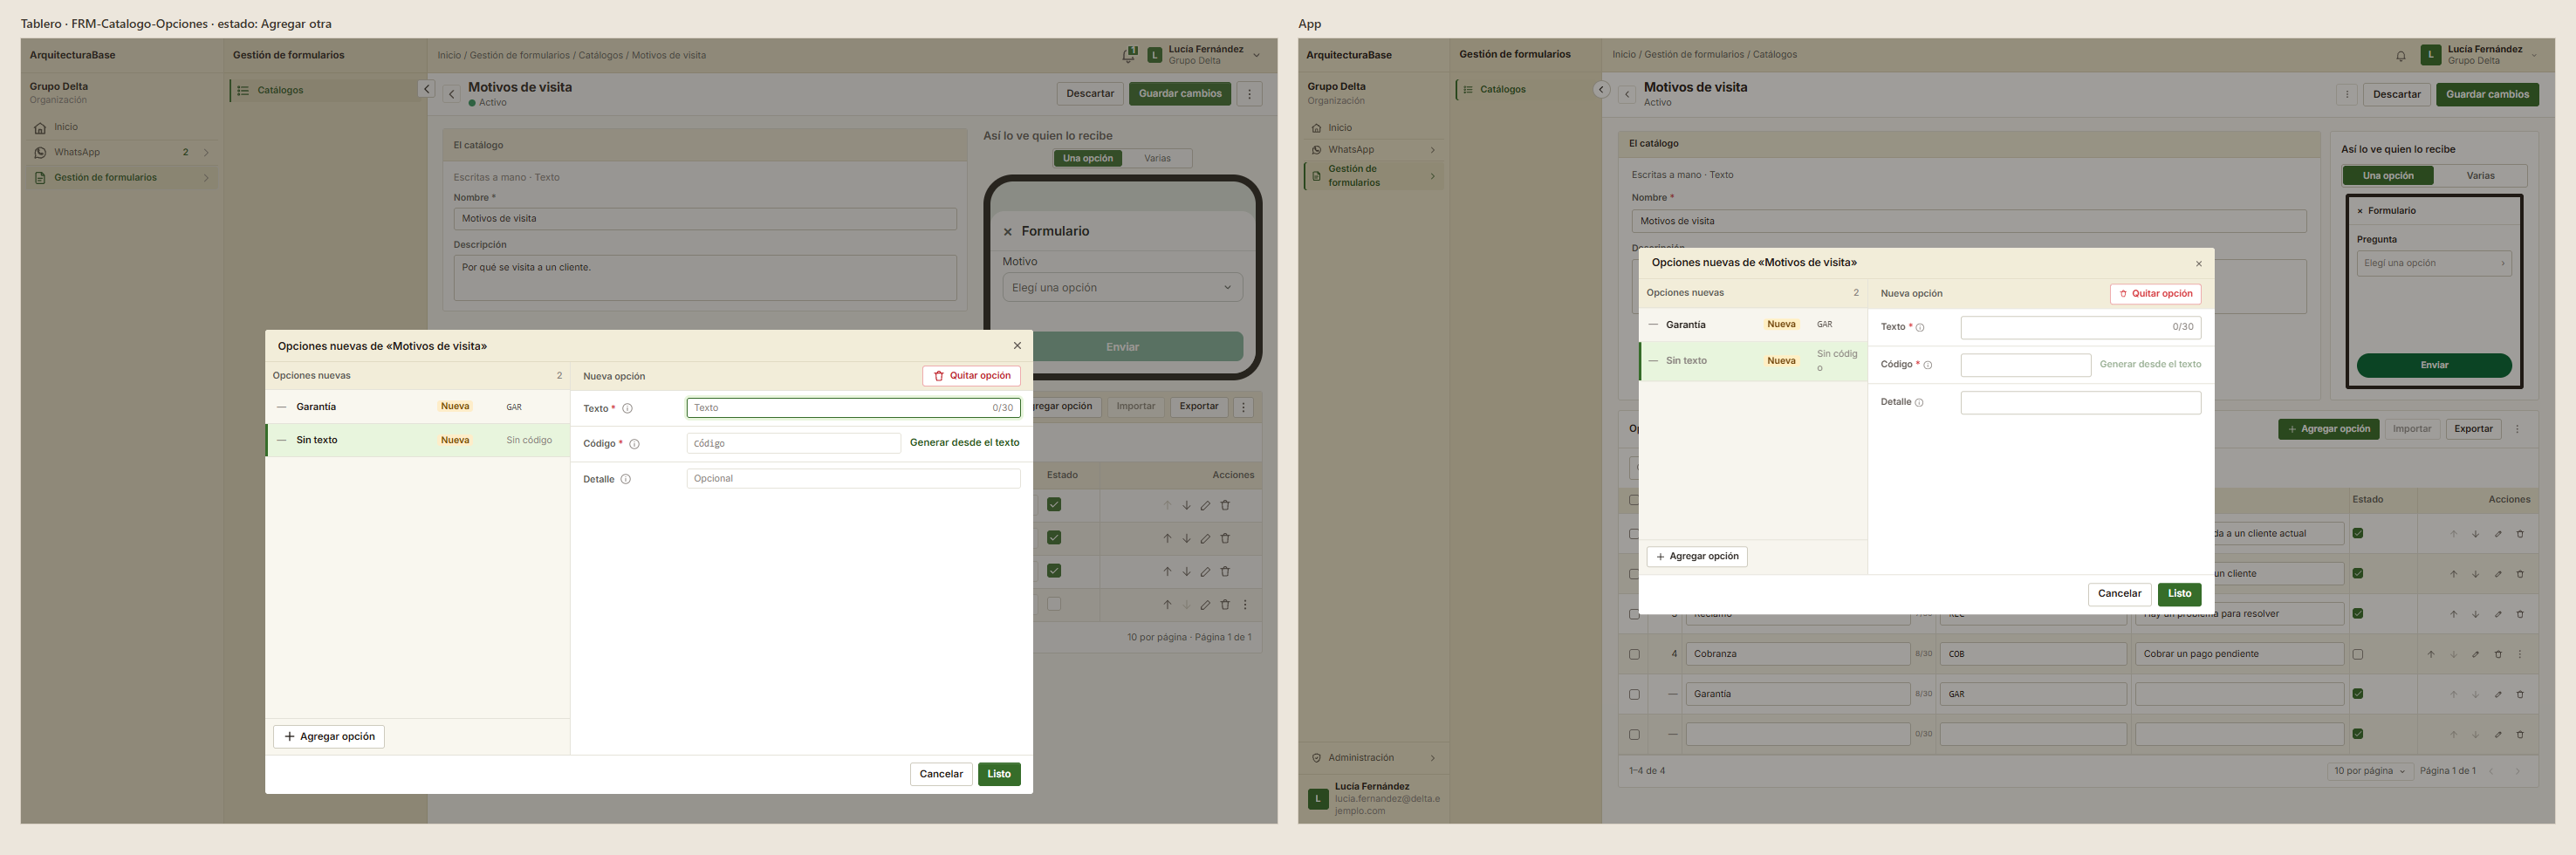 Tablero · FRM-Catalogo-Opciones · estado: Agregar otra
ArquitecturaBase
Gestión de formularios
Inicio / Gestión de formularios / Catálogos / Motivos de visita
1
L
Lucía Fernández
Grupo Delta
Grupo Delta
Organización
Inicio
WhatsApp 2
Gestión de formularios
Catálogos
Motivos de visita
Activo
Descartar
Guardar cambios
El catálogo
Escritas a mano · Texto
Nombre *
Motivos de visita
Descripción
Por qué se visita a un cliente.
Así lo ve quien lo recibe
Una opción
Varias
× Formulario
Motivo
Elegí una opción
Enviar
Opciones nuevas de «Motivos de visita»
×
Opciones nuevas 2
— Garantía Nueva GAR
— Sin texto Nueva Sin código
+ Agregar opción
Nueva opción
Quitar opción
Texto *
Texto 0/30
Código *
Código
Generar desde el texto
Detalle
Opcional
Cancelar
Listo
gregar opción
Importar
Exportar
Estado
Acciones
10 por página · Página 1 de 1
App
ArquitecturaBase
Gestión de formularios
Inicio / Gestión de formularios / Catálogos
L
Lucía Fernández
Grupo Delta
Grupo Delta
Organización
Inicio
WhatsApp
Gestión de
formularios
Catálogos
Motivos de visita
Activo
Descartar
Guardar cambios
El catálogo
Escritas a mano · Texto
Nombre *
Motivos de visita
Así lo ve quien lo recibe
Una opción
Varias
× Formulario
Pregunta
Elegí una opción
Enviar
Opciones nuevas de «Motivos de visita»
×
Opciones nuevas 2
— Garantía Nueva GAR
— Sin texto Nueva Sin códig
o
+ Agregar opción
Nueva opción
Quitar opción
Texto *
0/30
Código *
Generar desde el texto
Detalle
Cancelar
Listo
+ Agregar opción
Importar
Exportar
Estado
Acciones
da a un cliente actual
un cliente
4 Cobranza 8/30 COB Cobrar un pago pendiente
— Garantía 8/30 GAR
— 0/30
1–4 de 4
10 por página
Página 1 de 1
Administración
L
Lucía Fernández
lucia.fernandez@delta.e
jemplo.com